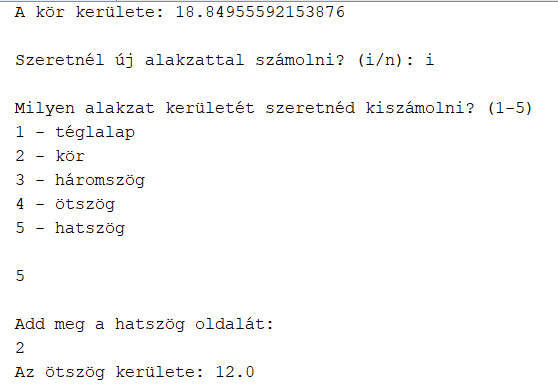 A kör kerülete: 18.84955592153876
Szeretnél új alakzattal számolni? (i/n): i
Milyen alakzat kerületét szeretnéd kiszámolni? (1-5)
1 - téglalap
2 - kör
3 - háromszög
4 - ötszög
5 - hatszög
5
Add meg a hatszög oldalát:
2
Az ötszög kerülete: 12.0